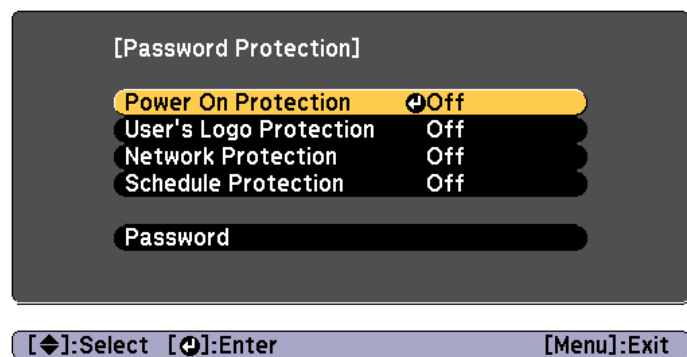 [Password Protection]
Power On Protection Off
User's Logo Protection Off
Network Protection Off
Schedule Protection Off
Password
[◆]:Select [↵]:Enter [Menu]:Exit